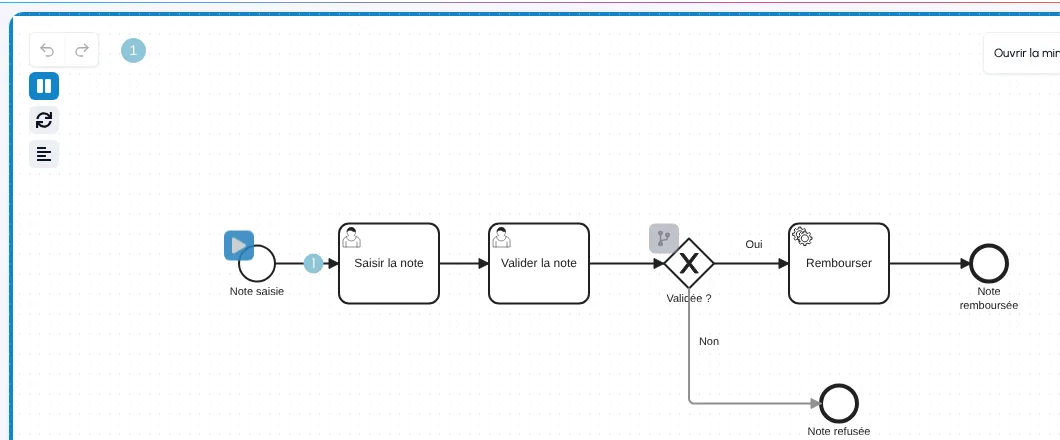 1
Ouvrir la
Oui
1
Saisir la note
Valider la note
Rembourser
Note saisie
Validée ?
Note
remboursée
Non
Note refusée